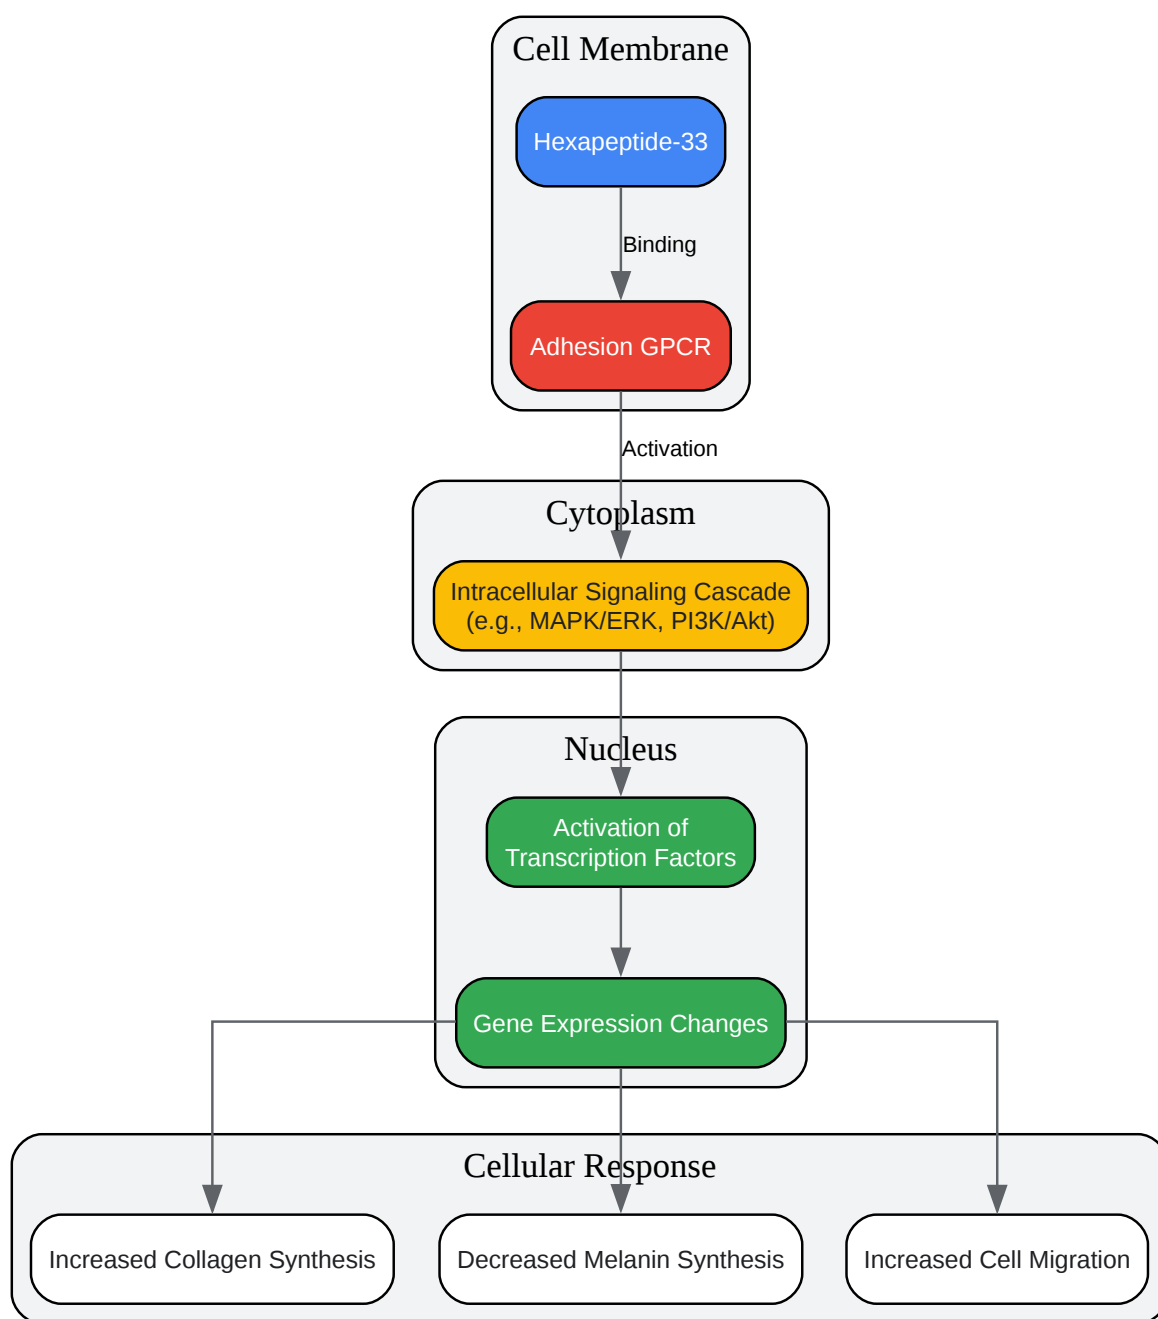 Cell Membrane
Hexapeptide-33
Binding
Adhesion GPCR
Activation
Cytoplasm
Intracellular Signaling Cascade
(e.g., MAPK/ERK, PI3K/Akt)
Nucleus
Activation of
Transcription Factors
Gene Expression Changes
Cellular Response
Increased Collagen Synthesis
Decreased Melanin Synthesis
Increased Cell Migration